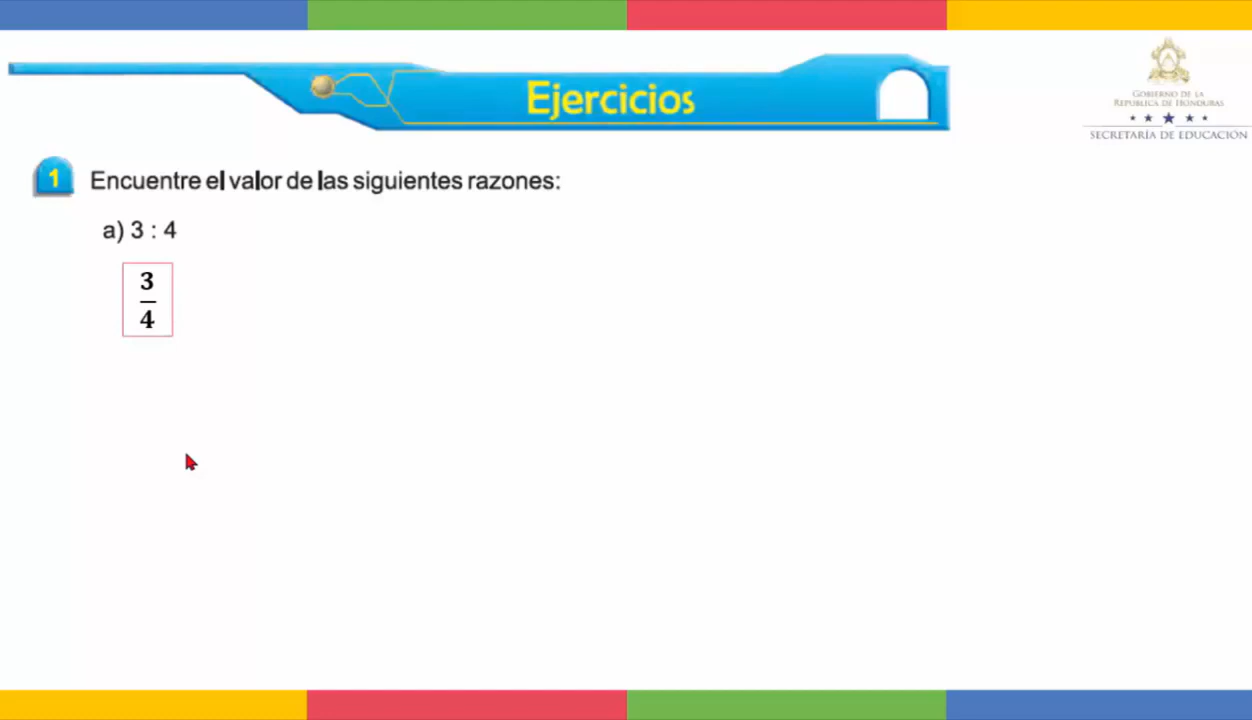 Ejercicios
GOBIERNO DE LA
REPÚBLICA DE HONDURAS
SECRETARÍA DE EDUCACIÓN
1 Encuentre el valor de las siguientes razones:
a) 3 : 4
3
4